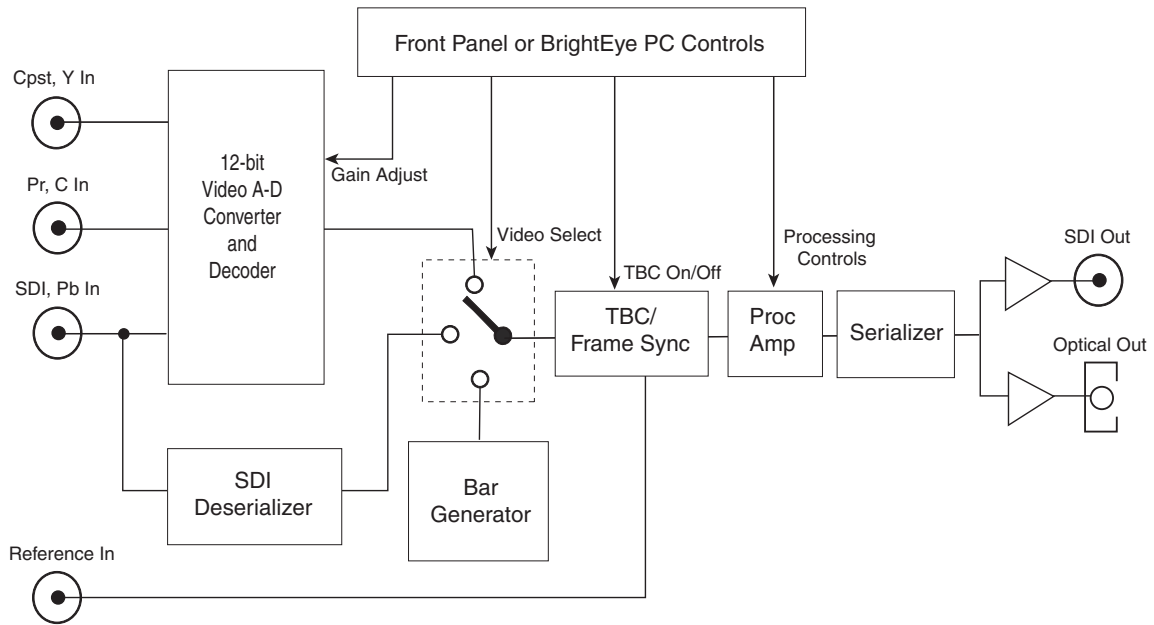 Front Panel or BrightEye PC Controls
Cpst, Y In
12-bit
Video A-D
Converter
and
Decoder
Gain Adjust
Pr, C In
Video Select
TBC On/Off
Processing
Controls
SDI Out
SDI, Pb In
TBC/
Frame Sync
Proc
Amp
Serializer
Optical Out
SDI
Deserializer
Bar
Generator
Reference In